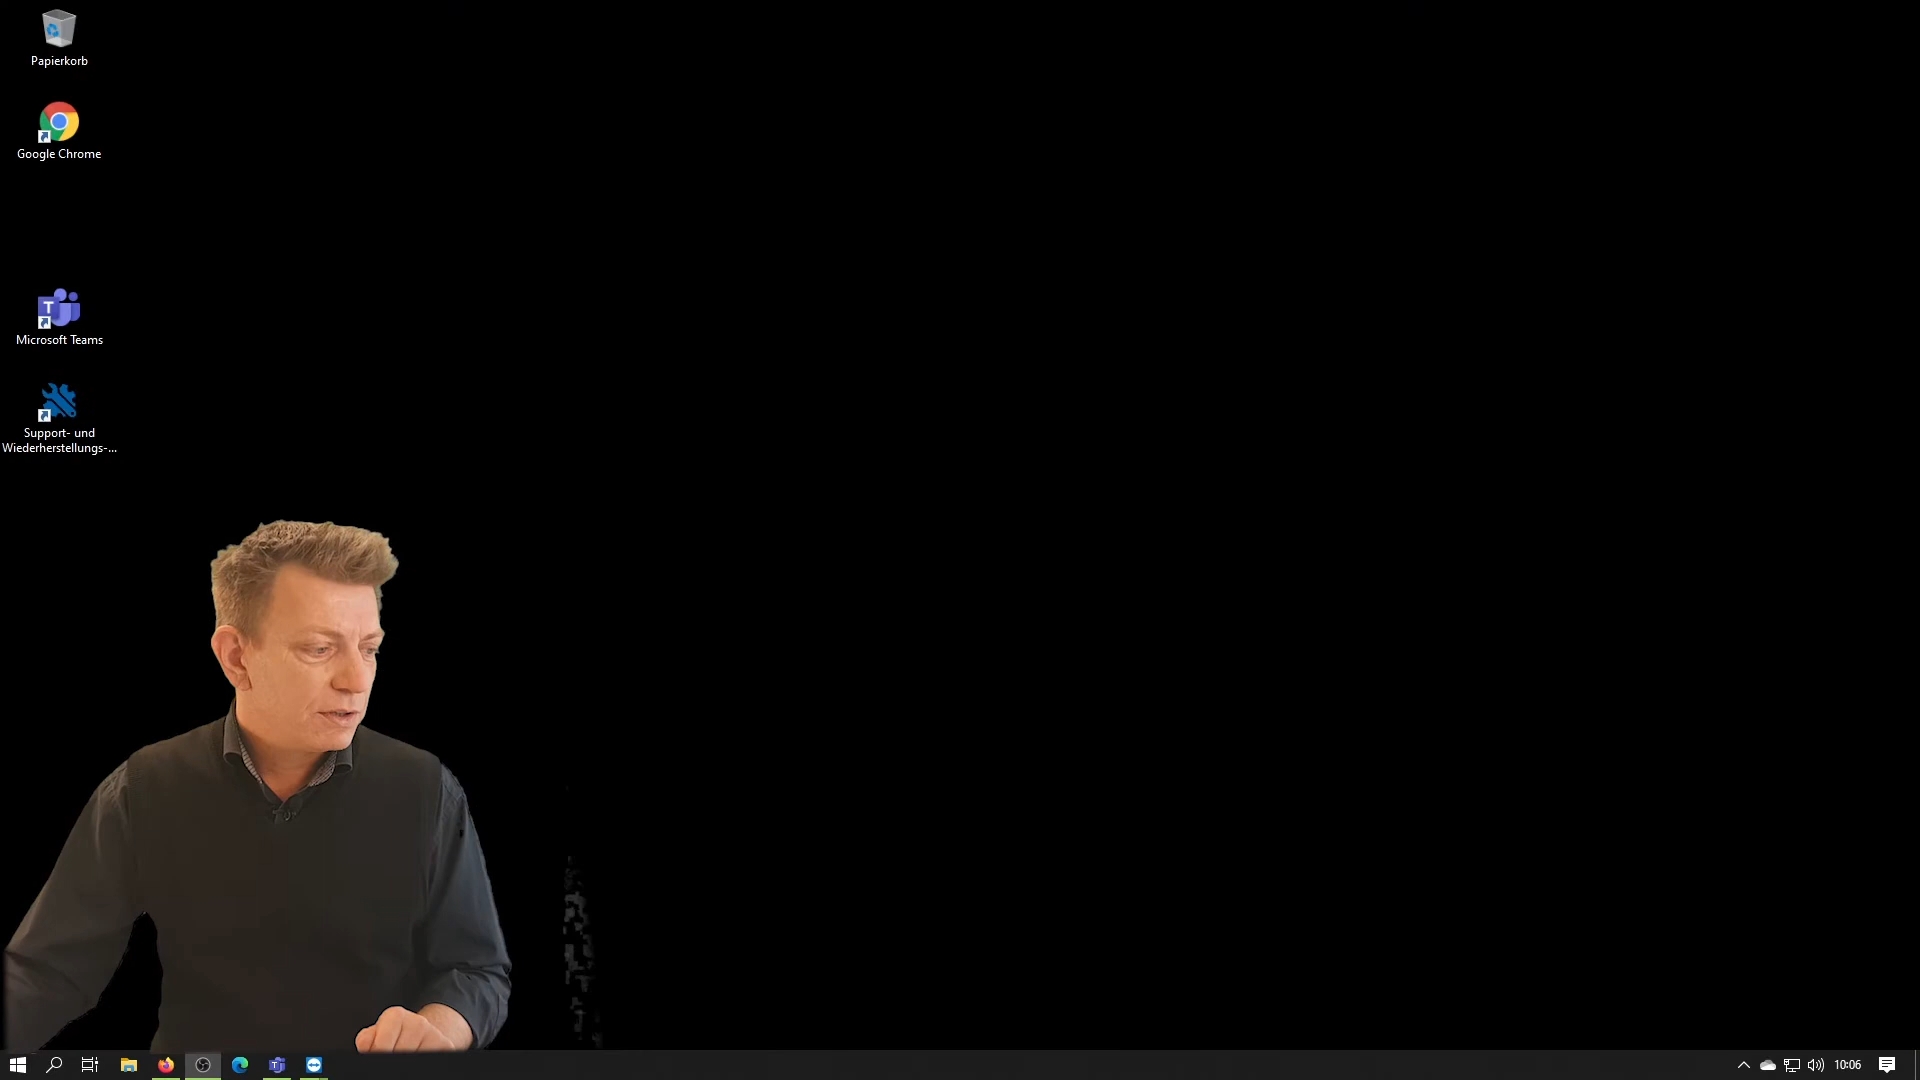 Papierkorb
Google Chrome
Microsoft Teams
Support- und
Wiederherstellungs-...
10:06